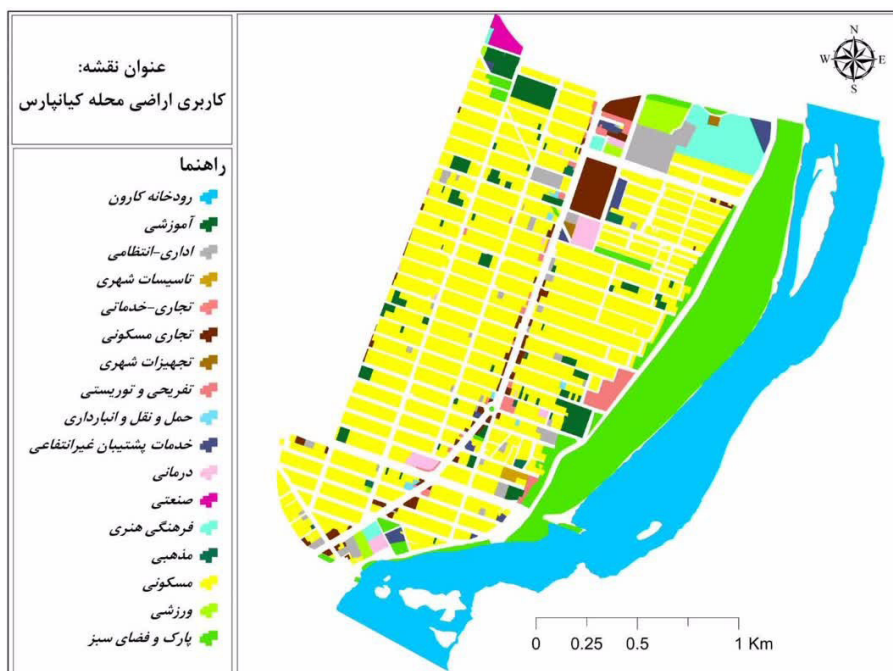 عنوان نقشه:
کاربری اراضی محله کیانپارس
راهنما
رودخانه کارون
آموزشی
اداری-انتظامی
تاسیسات شهری
تجاری-خدماتی
تجاری مسکونی
تجهیزات شهری
تفریحی و توریستی
حمل و نقل و انبارداری
خدمات پشتیبان غیرانتفاعی
درمانی
صنعتی
فرهنگی هنری
مذهبی
مسکونی
ورزشی
پارک و فضای سبز
N
W E
S
0 0.25 0.5 1 Km